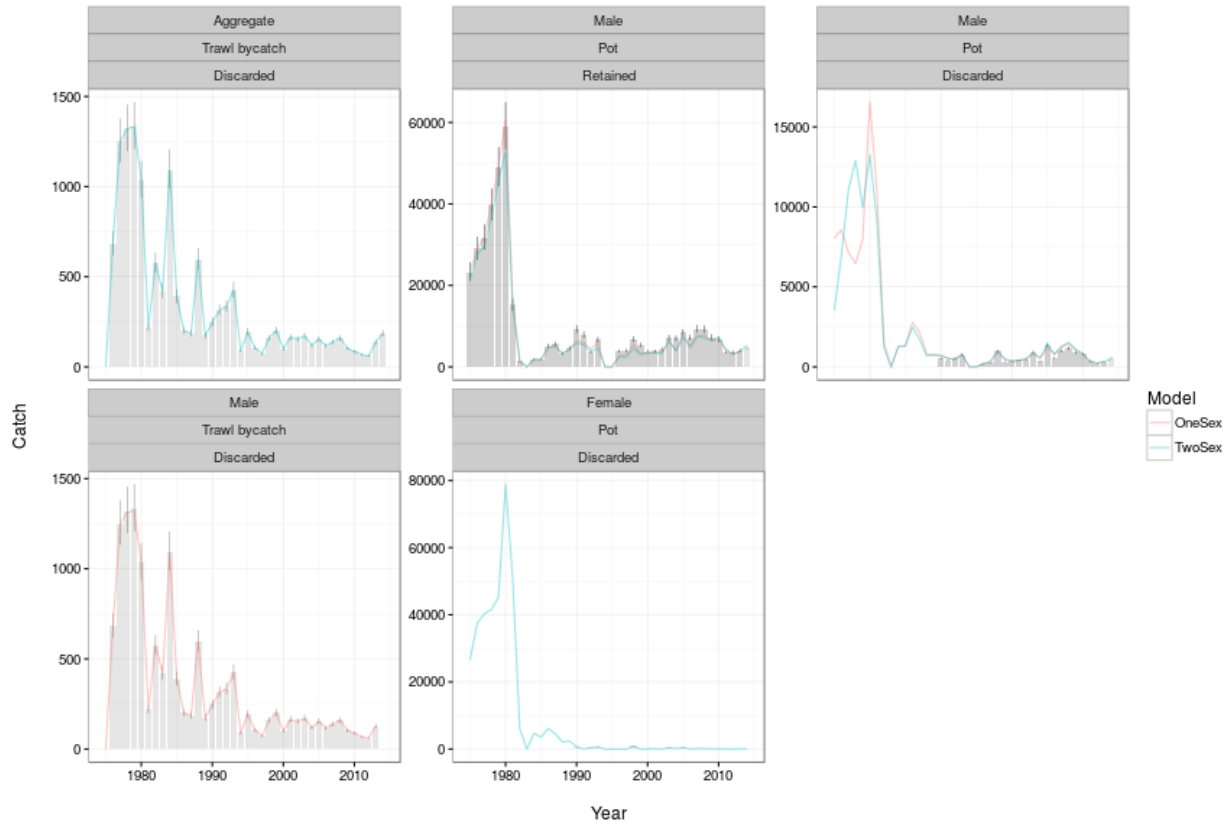 Aggregate
Trawl bycatch
Discarded
Male
Pot
Retained
Male
Pot
Discarded
1500
1000
500
0
60000
40000
20000
0
15000
10000
5000
0
Male
Trawl bycatch
Discarded
Female
Pot
Discarded
1500
1000
500
0
80000
60000
40000
20000
0
1980 1990 2000 2010
1980 1990 2000 2010
Catch
Year
Model
OneSex
TwoSex